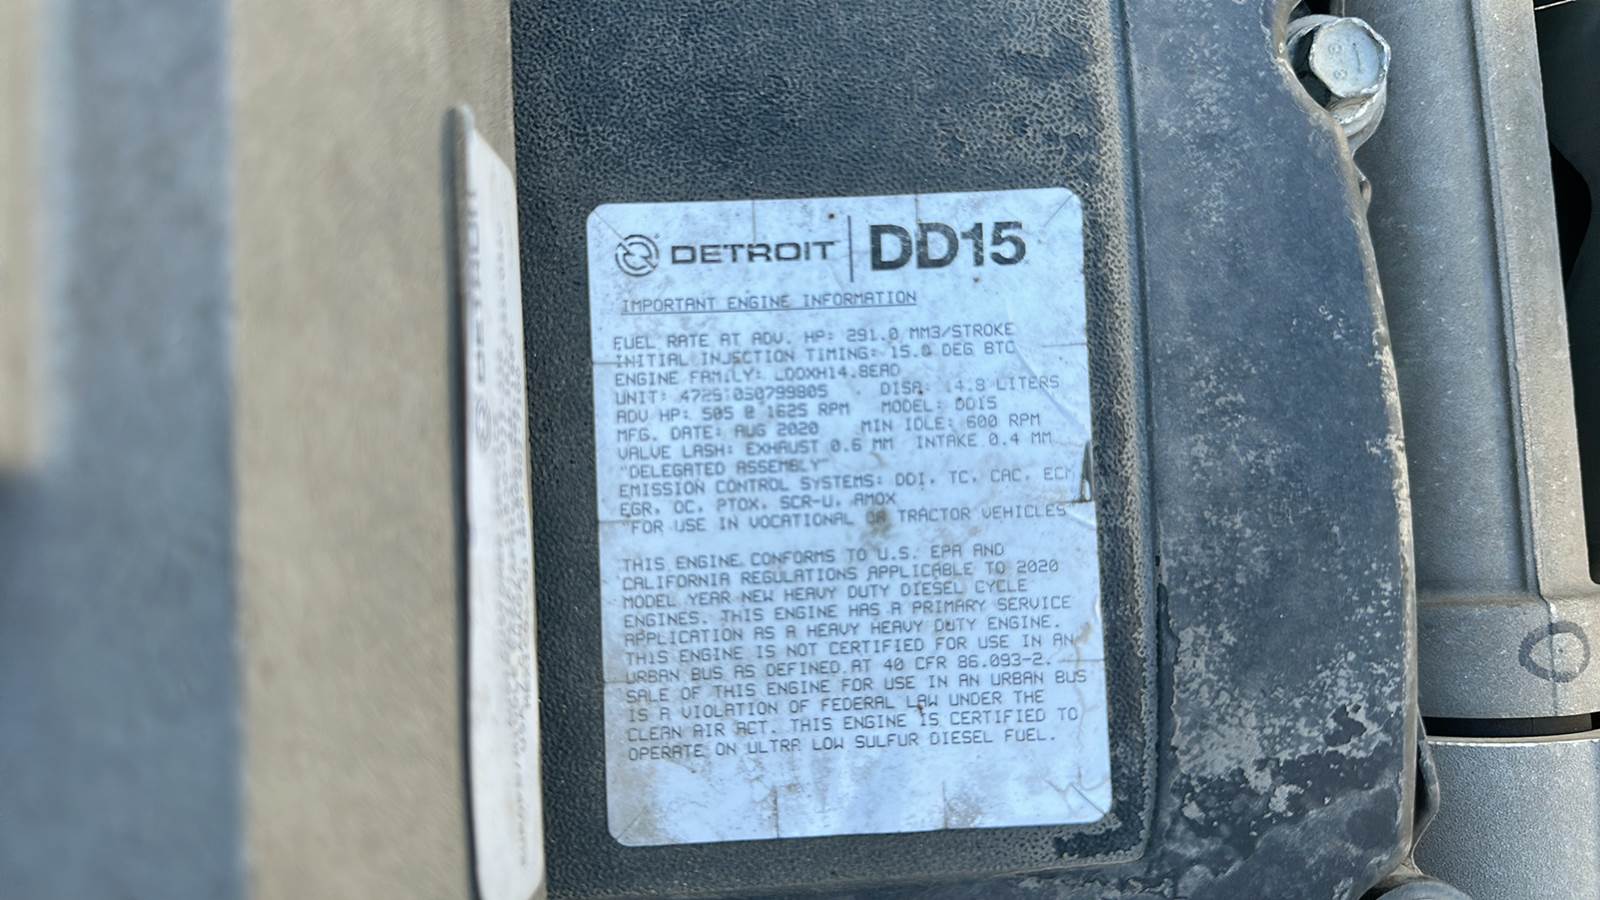 DETROIT | DD15
IMPORTANT ENGINE INFORMATION
FUEL RATE AT ADV. HP: 291.0 MM3/STROKE
INITIAL INJECTION TIMING: 15.0 DEG BTC
ENGINE FAMILY: LDDXH14.8EAD
UNIT: DISP: 14.8 LITERS
ADV HP: 505 @ 1625 RPM MODEL: DD15
MFG. DATE: AUG 2020 MIN IDLE: 600 RPM
VALVE LASH: EXHAUST 0.6 MM INTAKE 0.4 MM
"DELEGATED ASSEMBLY"
EMISSION CONTROL SYSTEMS: DDI, TC, CAC, ECM
EGR, OC, PTOX, SCR-U, AMOX
"FOR USE IN VOCATIONAL OR TRACTOR VEHICLES"
THIS ENGINE CONFORMS TO U.S. EPA AND
CALIFORNIA REGULATIONS APPLICABLE TO 2020
MODEL YEAR NEW HEAVY DUTY DIESEL CYCLE
ENGINES. THIS ENGINE HAS A PRIMARY SERVICE
APPLICATION AS A HEAVY HEAVY DUTY ENGINE.
THIS ENGINE IS NOT CERTIFIED FOR USE IN AN
URBAN BUS AS DEFINED AT 40 CFR 86.093-2.
SALE OF THIS ENGINE FOR USE IN AN URBAN BUS
IS A VIOLATION OF FEDERAL LAW UNDER THE
CLEAN AIR ACT. THIS ENGINE IS CERTIFIED TO
OPERATE ON ULTRA LOW SULFUR DIESEL FUEL.
DETROIT